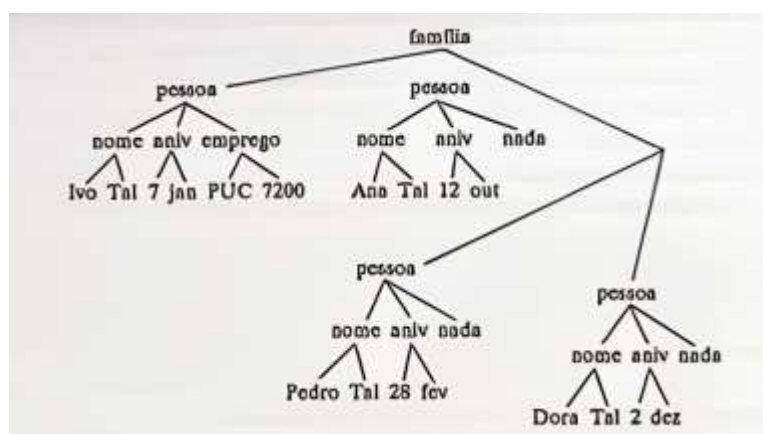 família
pessoa pessoa
nome aniv emprego nome aniv nada
Ivo Tal 7 jan PUC 7200 Ana Tal 12 out
pessoa
pessoa
nome aniv nada
nome aniv nada
Pedro Tal 28 fev
Dora Tal 2 dez